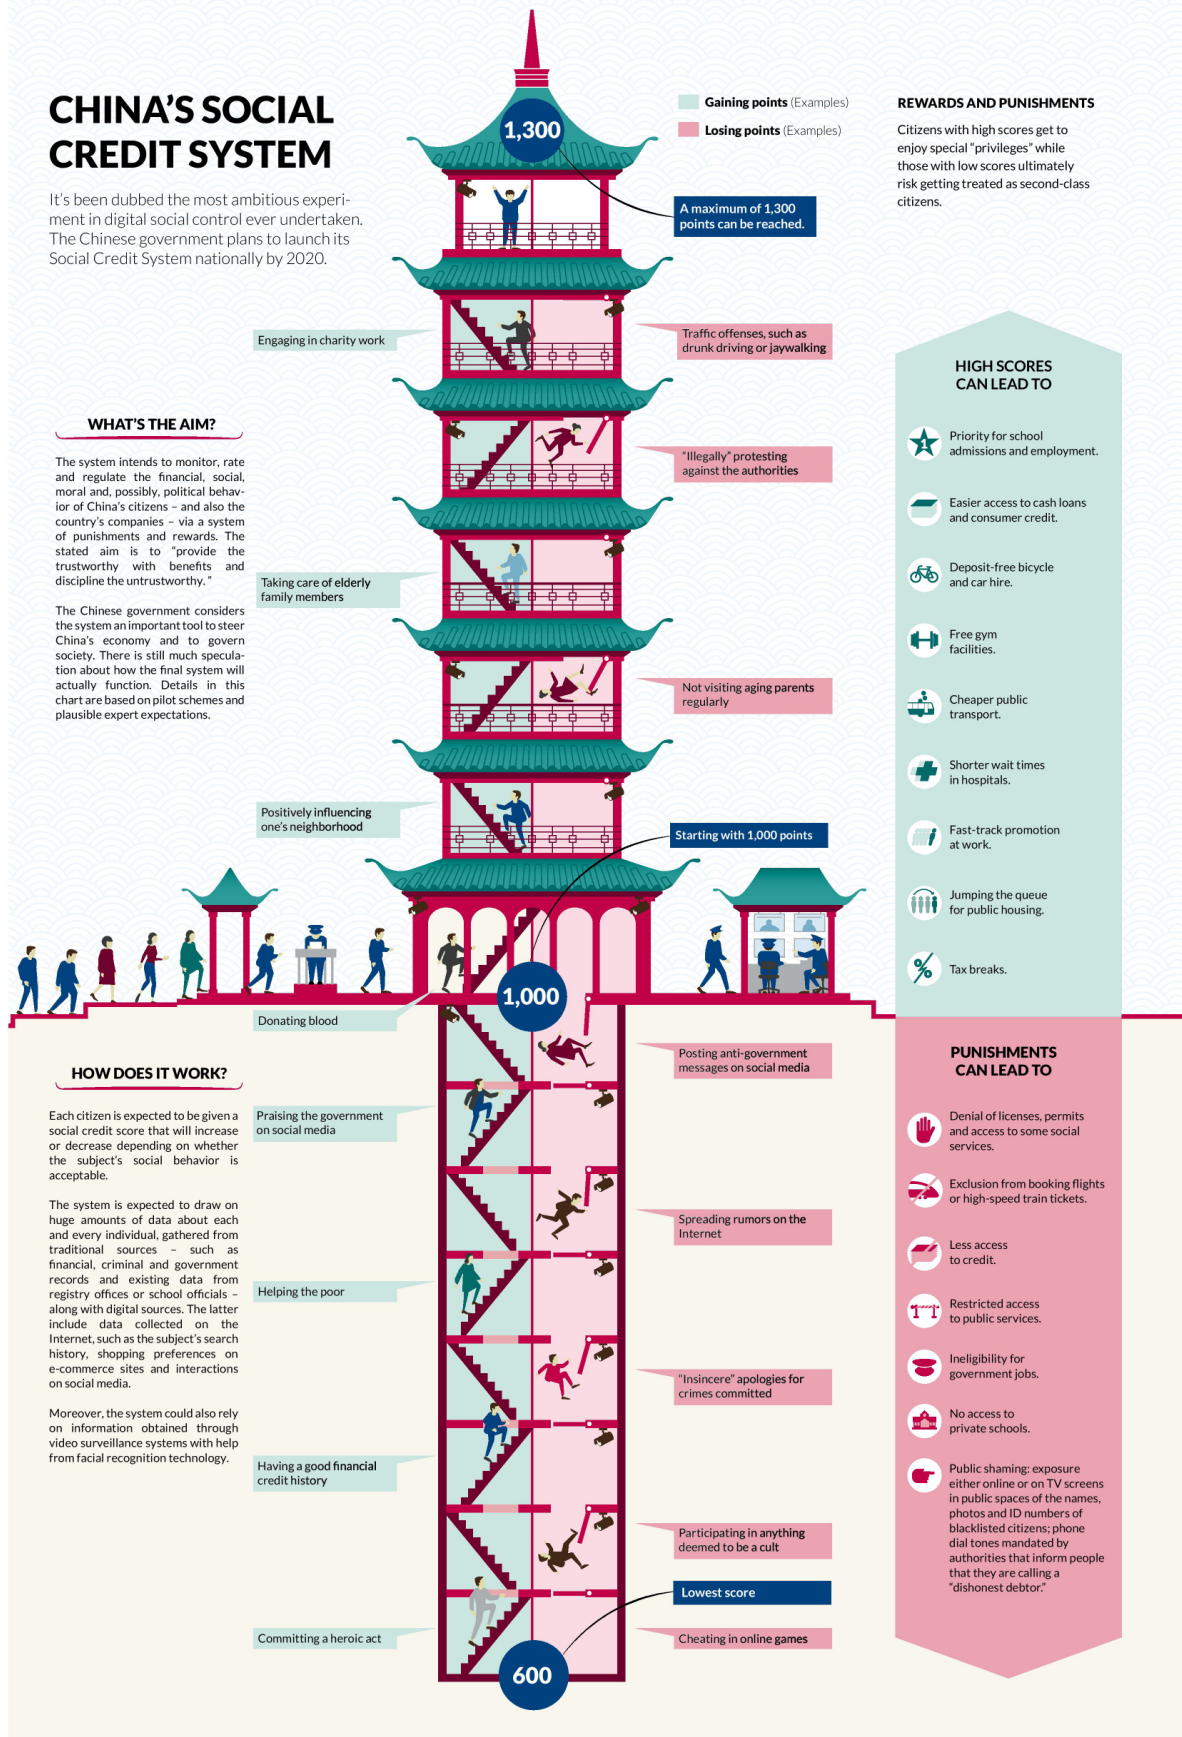 CHINA'S SOCIAL
CREDIT SYSTEM
It's been dubbed the most ambitious experi-
ment in digital social control ever undertaken.
The Chinese government plans to launch its
Social Credit System nationally by 2020.
WHAT'S THE AIM?
The system intends to monitor, rate
and regulate the financial, social,
moral and, possibly, political behav-
ior of China's citizens – and also the
country's companies – via a system
of punishments and rewards. The
stated aim is to "provide the
trustworthy with benefits and
discipline the untrustworthy."
The Chinese government considers
the system an important tool to steer
China's economy and to govern
society. There is still much specula-
tion about how the final system will
actually function. Details in this
chart are based on pilot schemes and
plausible expert expectations.
HOW DOES IT WORK?
Each citizen is expected to be given a
social credit score that will increase
or decrease depending on whether
the subject's social behavior is
acceptable.
The system is expected to draw on
huge amounts of data about each
and every individual, gathered from
traditional sources – such as
financial, criminal and government
records and existing data from
registry offices or school officials –
along with digital sources. The latter
include data collected on the
Internet, such as the subject's search
history, shopping preferences on
e-commerce sites and interactions
on social media.
Moreover, the system could also rely
on information obtained through
video surveillance systems with help
from facial recognition technology.
Gaining points (Examples)
Losing points (Examples)
1,300
A maximum of 1,300
points can be reached.
Engaging in charity work
Traffic offenses, such as
drunk driving or jaywalking
"Illegally" protesting
against the authorities
Taking care of elderly
family members
Not visiting aging parents
regularly
Positively influencing
one's neighborhood
Starting with 1,000 points
1,000
Donating blood
Posting anti-government
messages on social media
Praising the government
on social media
Spreading rumors on the
Internet
Helping the poor
"Insincere" apologies for
crimes committed
Having a good financial
credit history
Participating in anything
deemed to be a cult
Lowest score
Committing a heroic act
Cheating in online games
600
REWARDS AND PUNISHMENTS
Citizens with high scores get to
enjoy special "privileges" while
those with low scores ultimately
risk getting treated as second-class
citizens.
HIGH SCORES
CAN LEAD TO
1
Priority for school
admissions and employment.
Easier access to cash loans
and consumer credit.
Deposit-free bicycle
and car hire.
Free gym
facilities.
Cheaper public
transport.
Shorter wait times
in hospitals.
Fast-track promotion
at work.
Jumping the queue
for public housing.
%
Tax breaks.
PUNISHMENTS
CAN LEAD TO
Denial of licenses, permits
and access to some social
services.
Exclusion from booking flights
or high-speed train tickets.
Less access
to credit.
Restricted access
to public services.
Ineligibility for
government jobs.
No access to
private schools.
Public shaming: exposure
either online or on TV screens
in public spaces of the names,
photos and ID numbers of
blacklisted citizens; phone
dial tones mandated by
authorities that inform people
that they are calling a
"dishonest debtor."